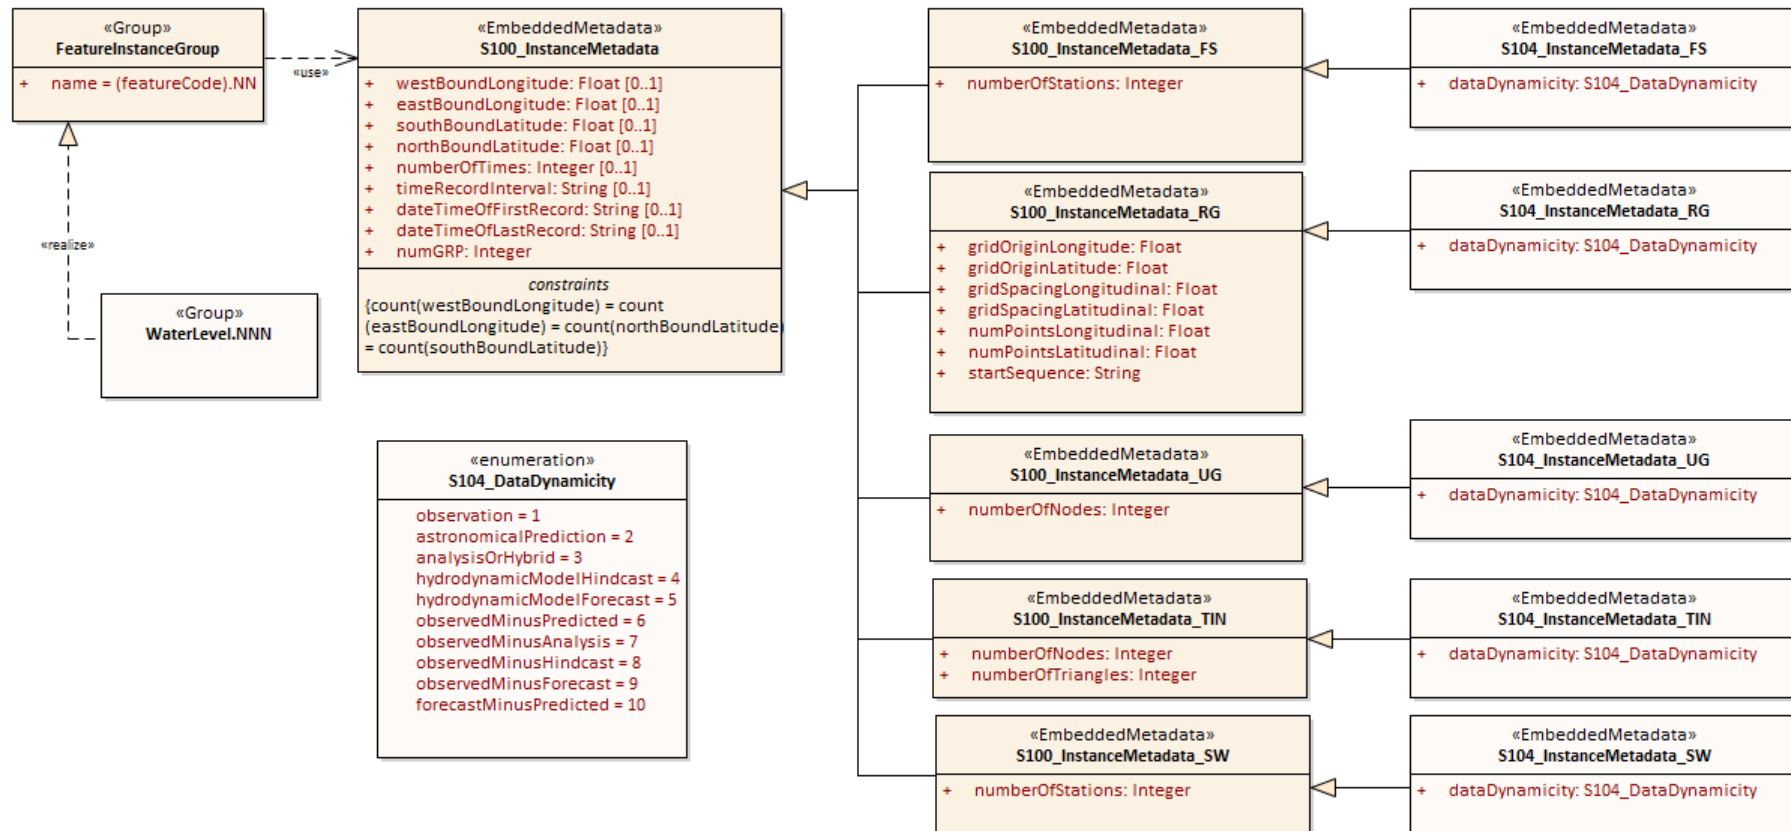 «Group»
FeatureInstanceGroup
+ name = (featureCode).NN
«use»
«realize»
«Group»
WaterLevel.NNN
«EmbeddedMetadata»
S100_InstanceMetadata
+ westBoundLongitude: Float [0..1]
+ eastBoundLongitude: Float [0..1]
+ southBoundLatitude: Float [0..1]
+ northBoundLatitude: Float [0..1]
+ numberOfTimes: Integer [0..1]
+ timeRecordInterval: String [0..1]
+ dateTimeOfFirstRecord: String [0..1]
+ dateTimeOfLastRecord: String [0..1]
+ numGRP: Integer
constraints
{count(westBoundLongitude) = count
(eastBoundLongitude) = count(northBoundLatitude)
= count(southBoundLatitude)}
«enumeration»
S104_DataDynamicity
observation = 1
astronomicalPrediction = 2
analysisOrHybrid = 3
hydrodynamicModelHindcast = 4
hydrodynamicModelForecast = 5
observedMinusPredicted = 6
observedMinusAnalysis = 7
observedMinusHindcast = 8
observedMinusForecast = 9
forecastMinusPredicted = 10
«EmbeddedMetadata»
S100_InstanceMetadata_FS
+ numberOfStations: Integer
«EmbeddedMetadata»
S104_InstanceMetadata_FS
+ dataDynamicity: S104_DataDynamicity
«EmbeddedMetadata»
S100_InstanceMetadata_RG
+ gridOriginLongitude: Float
+ gridOriginLatitude: Float
+ gridSpacingLongitudinal: Float
+ gridSpacingLatitudinal: Float
+ numPointsLongitudinal: Float
+ numPointsLatitudinal: Float
+ startSequence: String
«EmbeddedMetadata»
S104_InstanceMetadata_RG
+ dataDynamicity: S104_DataDynamicity
«EmbeddedMetadata»
S100_InstanceMetadata_UG
+ numberOfNodes: Integer
«EmbeddedMetadata»
S104_InstanceMetadata_UG
+ dataDynamicity: S104_DataDynamicity
«EmbeddedMetadata»
S100_InstanceMetadata_TIN
+ numberOfNodes: Integer
+ numberOfTriangles: Integer
«EmbeddedMetadata»
S104_InstanceMetadata_TIN
+ dataDynamicity: S104_DataDynamicity
«EmbeddedMetadata»
S100_InstanceMetadata_SW
+ numberOfStations: Integer
«EmbeddedMetadata»
S104_InstanceMetadata_SW
+ dataDynamicity: S104_DataDynamicity